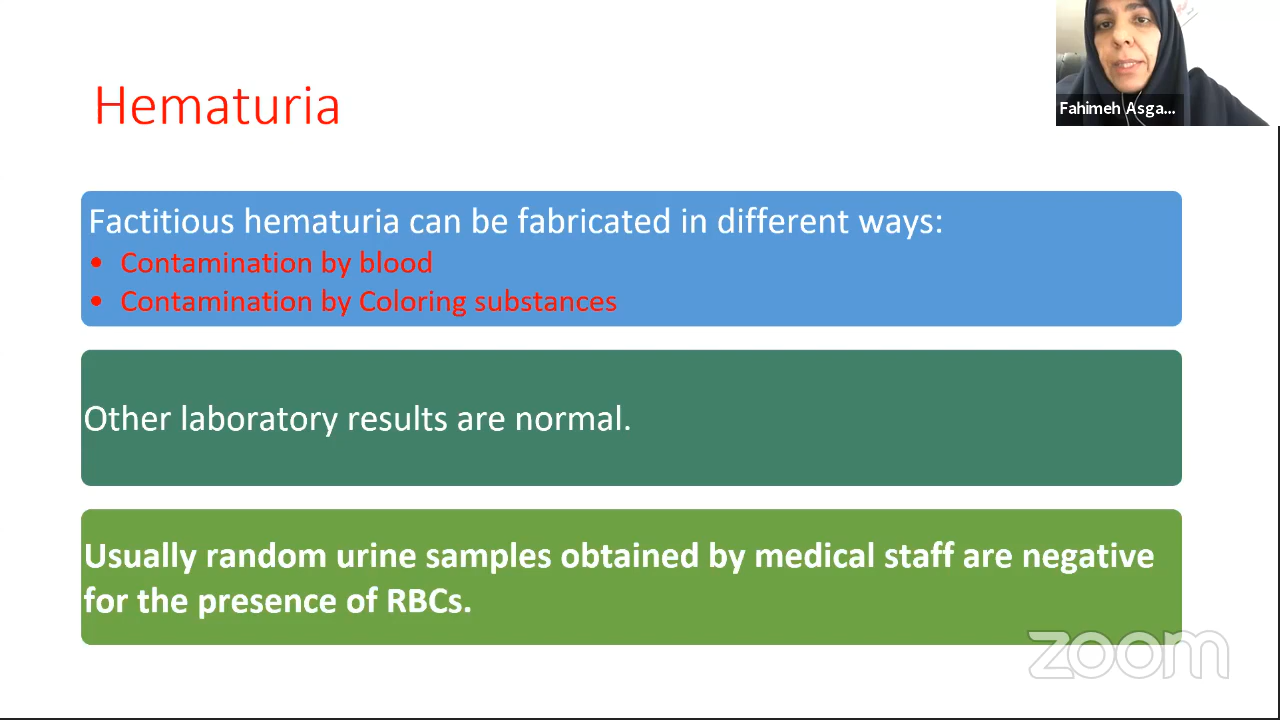 Hematuria
Fahimeh Asga...
Factitious hematuria can be fabricated in different ways:
• Contamination by blood
• Contamination by Coloring substances
Other laboratory results are normal.
Usually random urine samples obtained by medical staff are negative
for the presence of RBCs.
zoom